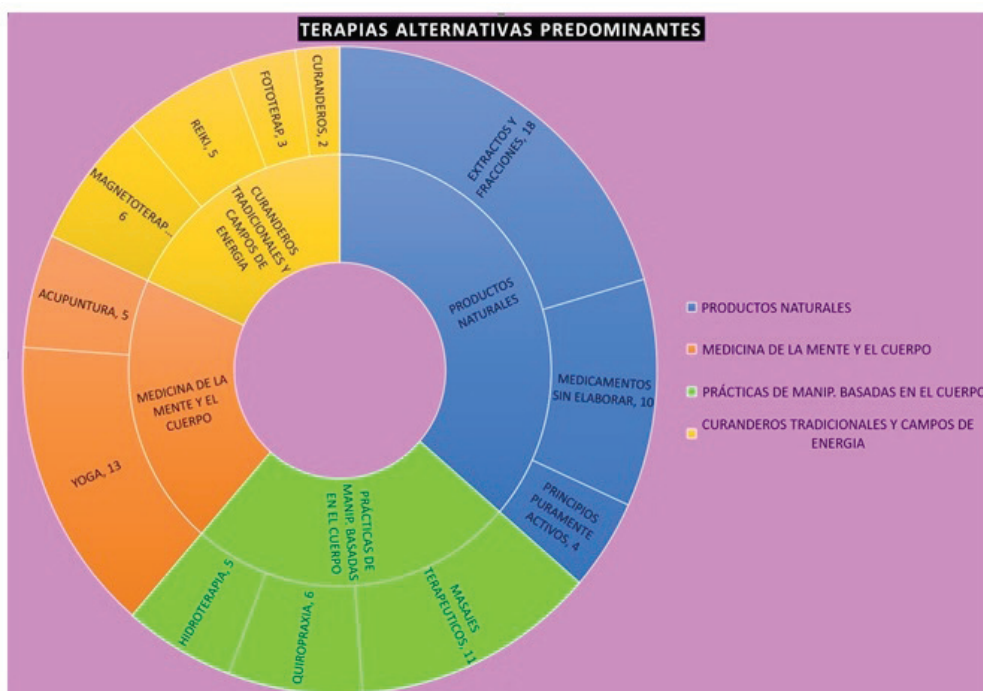 TERAPIAS ALTERNATIVAS PREDOMINANTES
EXTRACTOS Y
FRACCIONES, 18
MEDICAMENTOS
SIN ELABORAR, 10
PRINCIPIOS
PURAMENTE
ACTIVOS, 4
PRODUCTOS
NATURALES
MASAJES
TERAPEUTICOS, 11
QUIROPRAXIA, 6
HIDROTERAPIA, 5
PRÁCTICAS DE
MANIP. BASADAS
EN EL CUERPO
YOGA, 13
ACUPUNTURA, 5
MEDICINA DE LA
MENTE Y EL
CUERPO
MAGNETOTERAP...
6
REIKI, 5
FOTOTERAP, 3
CURANDEROS, 2
CURANDEROS
TRADICIONALES Y
CAMPOS DE
ENERGIA
PRODUCTOS NATURALES
MEDICINA DE LA MENTE Y EL CUERPO
PRÁCTICAS DE MANIP. BASADAS EN EL CUERPO
CURANDEROS TRADICIONALES Y CAMPOS DE
ENERGIA